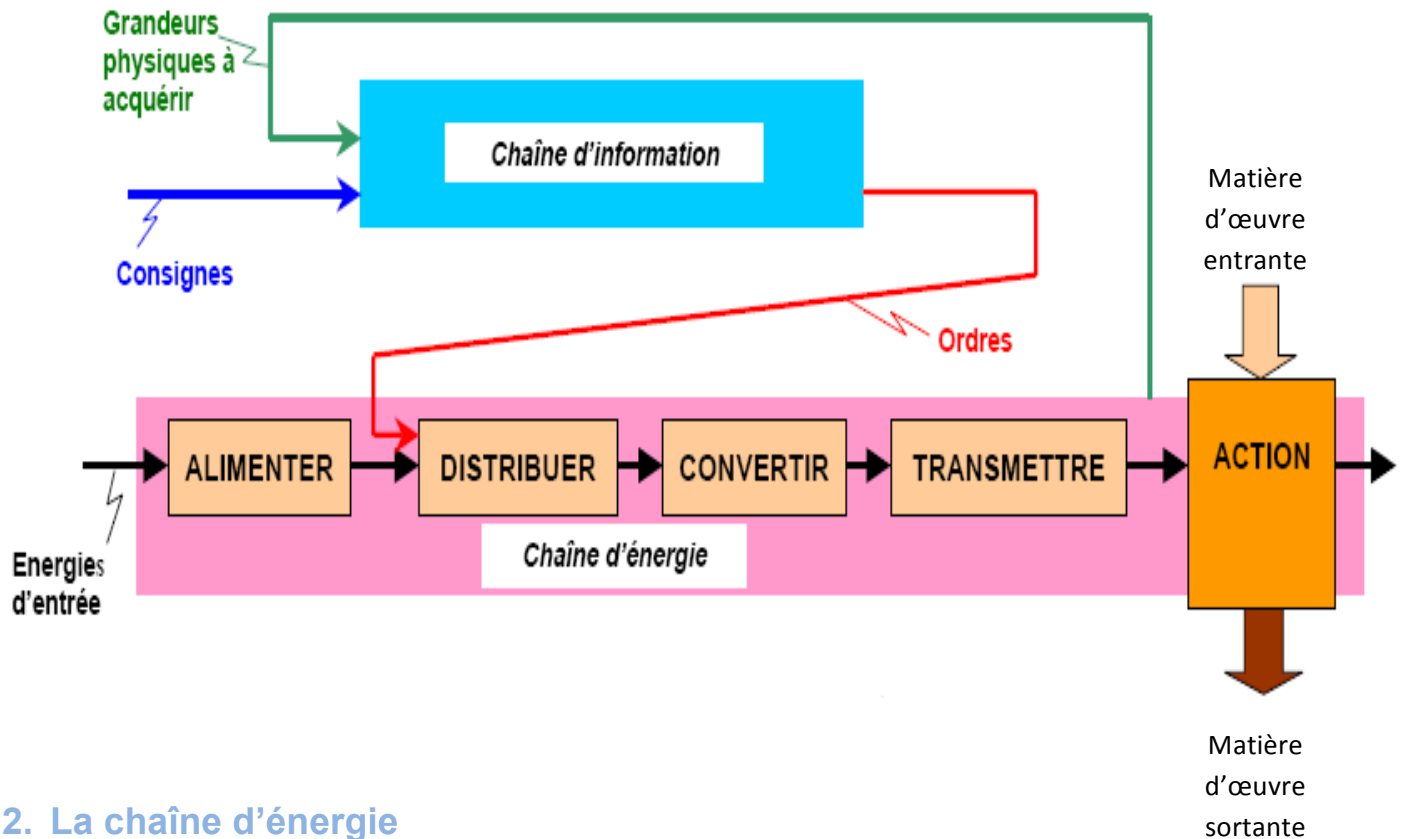 Grandeurs
physiques à
acquérir
Chaîne d’information
Consignes
Ordres
Matière
d’œuvre
entrante
ALIMENTER
DISTRIBUER
CONVERTIR
TRANSMETTRE
ACTION
Chaîne d’énergie
Energies
d’entrée
Matière
d’œuvre
sortante
2. La chaîne d’énergie